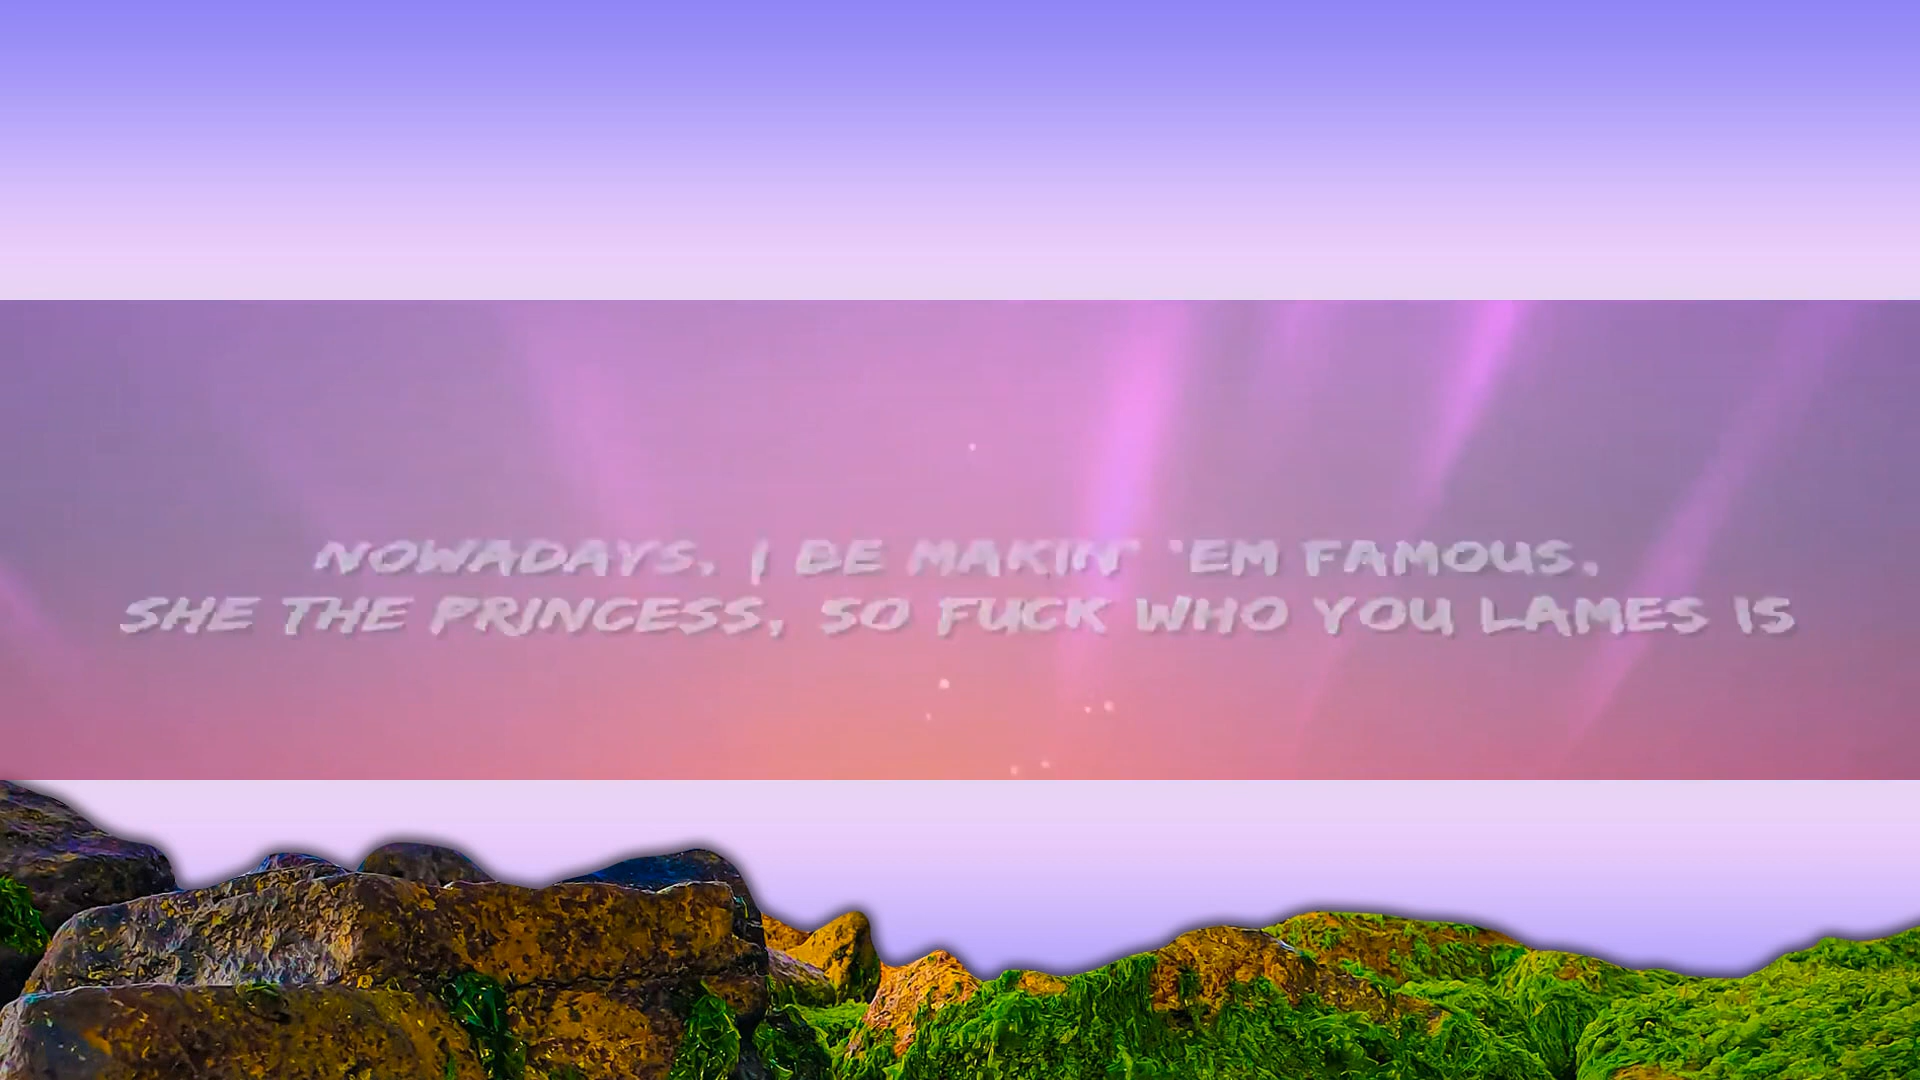 NOWADAYS, I BE MAKIN' 'EM FAMOUS,
SHE THE PRINCESS, SO FUCK WHO YOU LAMES IS